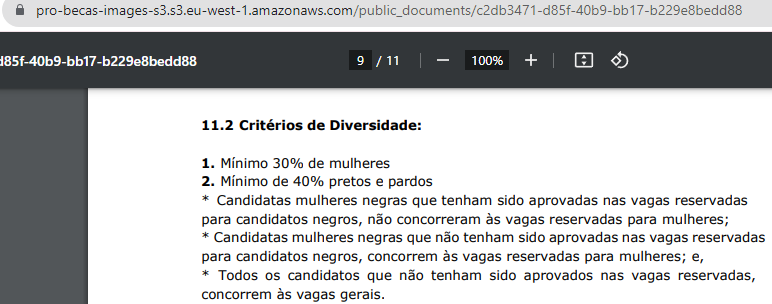 pro-becas-images-s3.s3.eu-west-1.amazonaws.com/public_documents/c2db3471-d85f-40b9-bb17-b229e8bedd88
d85f-40b9-bb17-b229e8bedd88 9 / 11 100%
11.2 Critérios de Diversidade:
1. Mínimo 30% de mulheres
2. Mínimo de 40% pretos e pardos
* Candidatas mulheres negras que tenham sido aprovadas nas vagas reservadas
para candidatos negros, não concorreram às vagas reservadas para mulheres;
* Candidatas mulheres negras que não tenham sido aprovadas nas vagas reservadas
para candidatos negros, concorrem às vagas reservadas para mulheres; e,
* Todos os candidatos que não tenham sido aprovados nas vagas reservadas,
concorrem às vagas gerais.